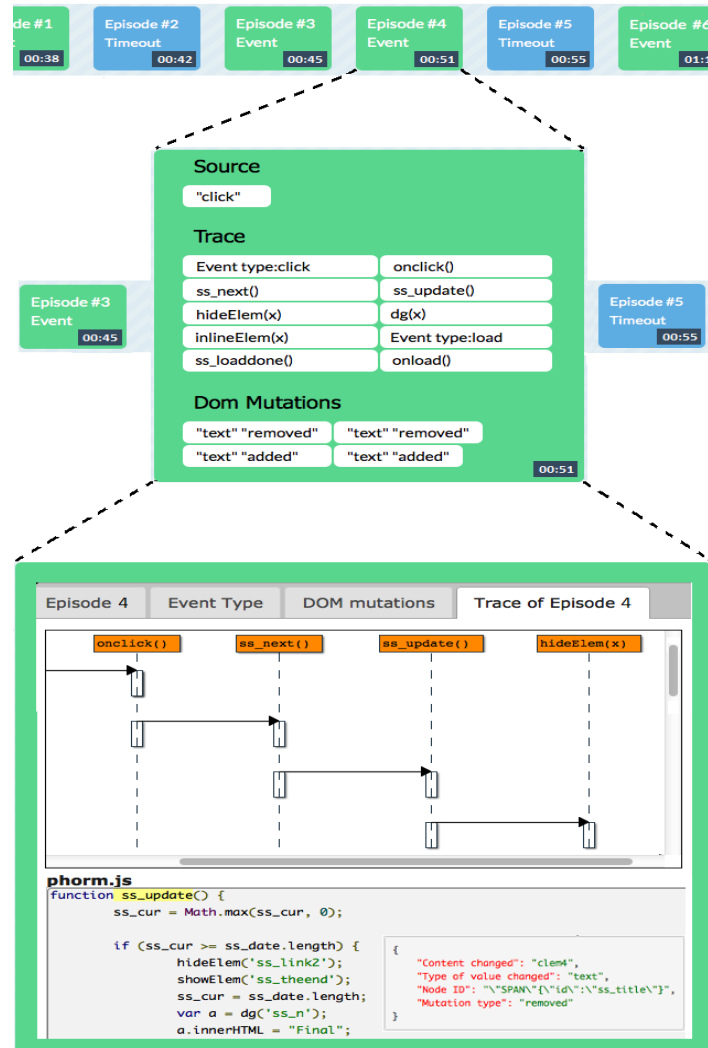 de #1
Episode #2
Episode #3
Episode #4
Episode #5
Episode #6
t
Timeout
Event
Event
Timeout
Event
00:38
00:42
00:45
00:51
00:55
01:1
Source
"click"
Trace
Event type:click
onclick()
ss_next()
ss_update()
hideElem(x)
dg(x)
inlineElem(x)
Event type:load
ss_loaddone()
onload()
Episode #3
Event
00:45
Episode #5
Timeout
00:55
Dom Mutations
"text" "removed"
"text" "removed"
"text" "added"
"text" "added"
00:51
Episode 4
Event Type
DOM mutations
Trace of Episode 4
onclick()
ss_next()
ss_update()
hideElem(x)
phorm.js
function ss_update() {
ss_cur = Math.max(ss_cur, 0);
if (ss_cur >= ss_date.length) {
hideElem('ss_link2');
showElem('ss_theend');
ss_cur = ss_date.length;
var a = dg('ss_n');
a.innerHTML = "Final";
{
"Content changed": "clem4",
"Type of value changed": "text",
"Node ID": "\"SPAN\"{\"id\":\"ss_title\"}",
"Mutation type": "removed"
}